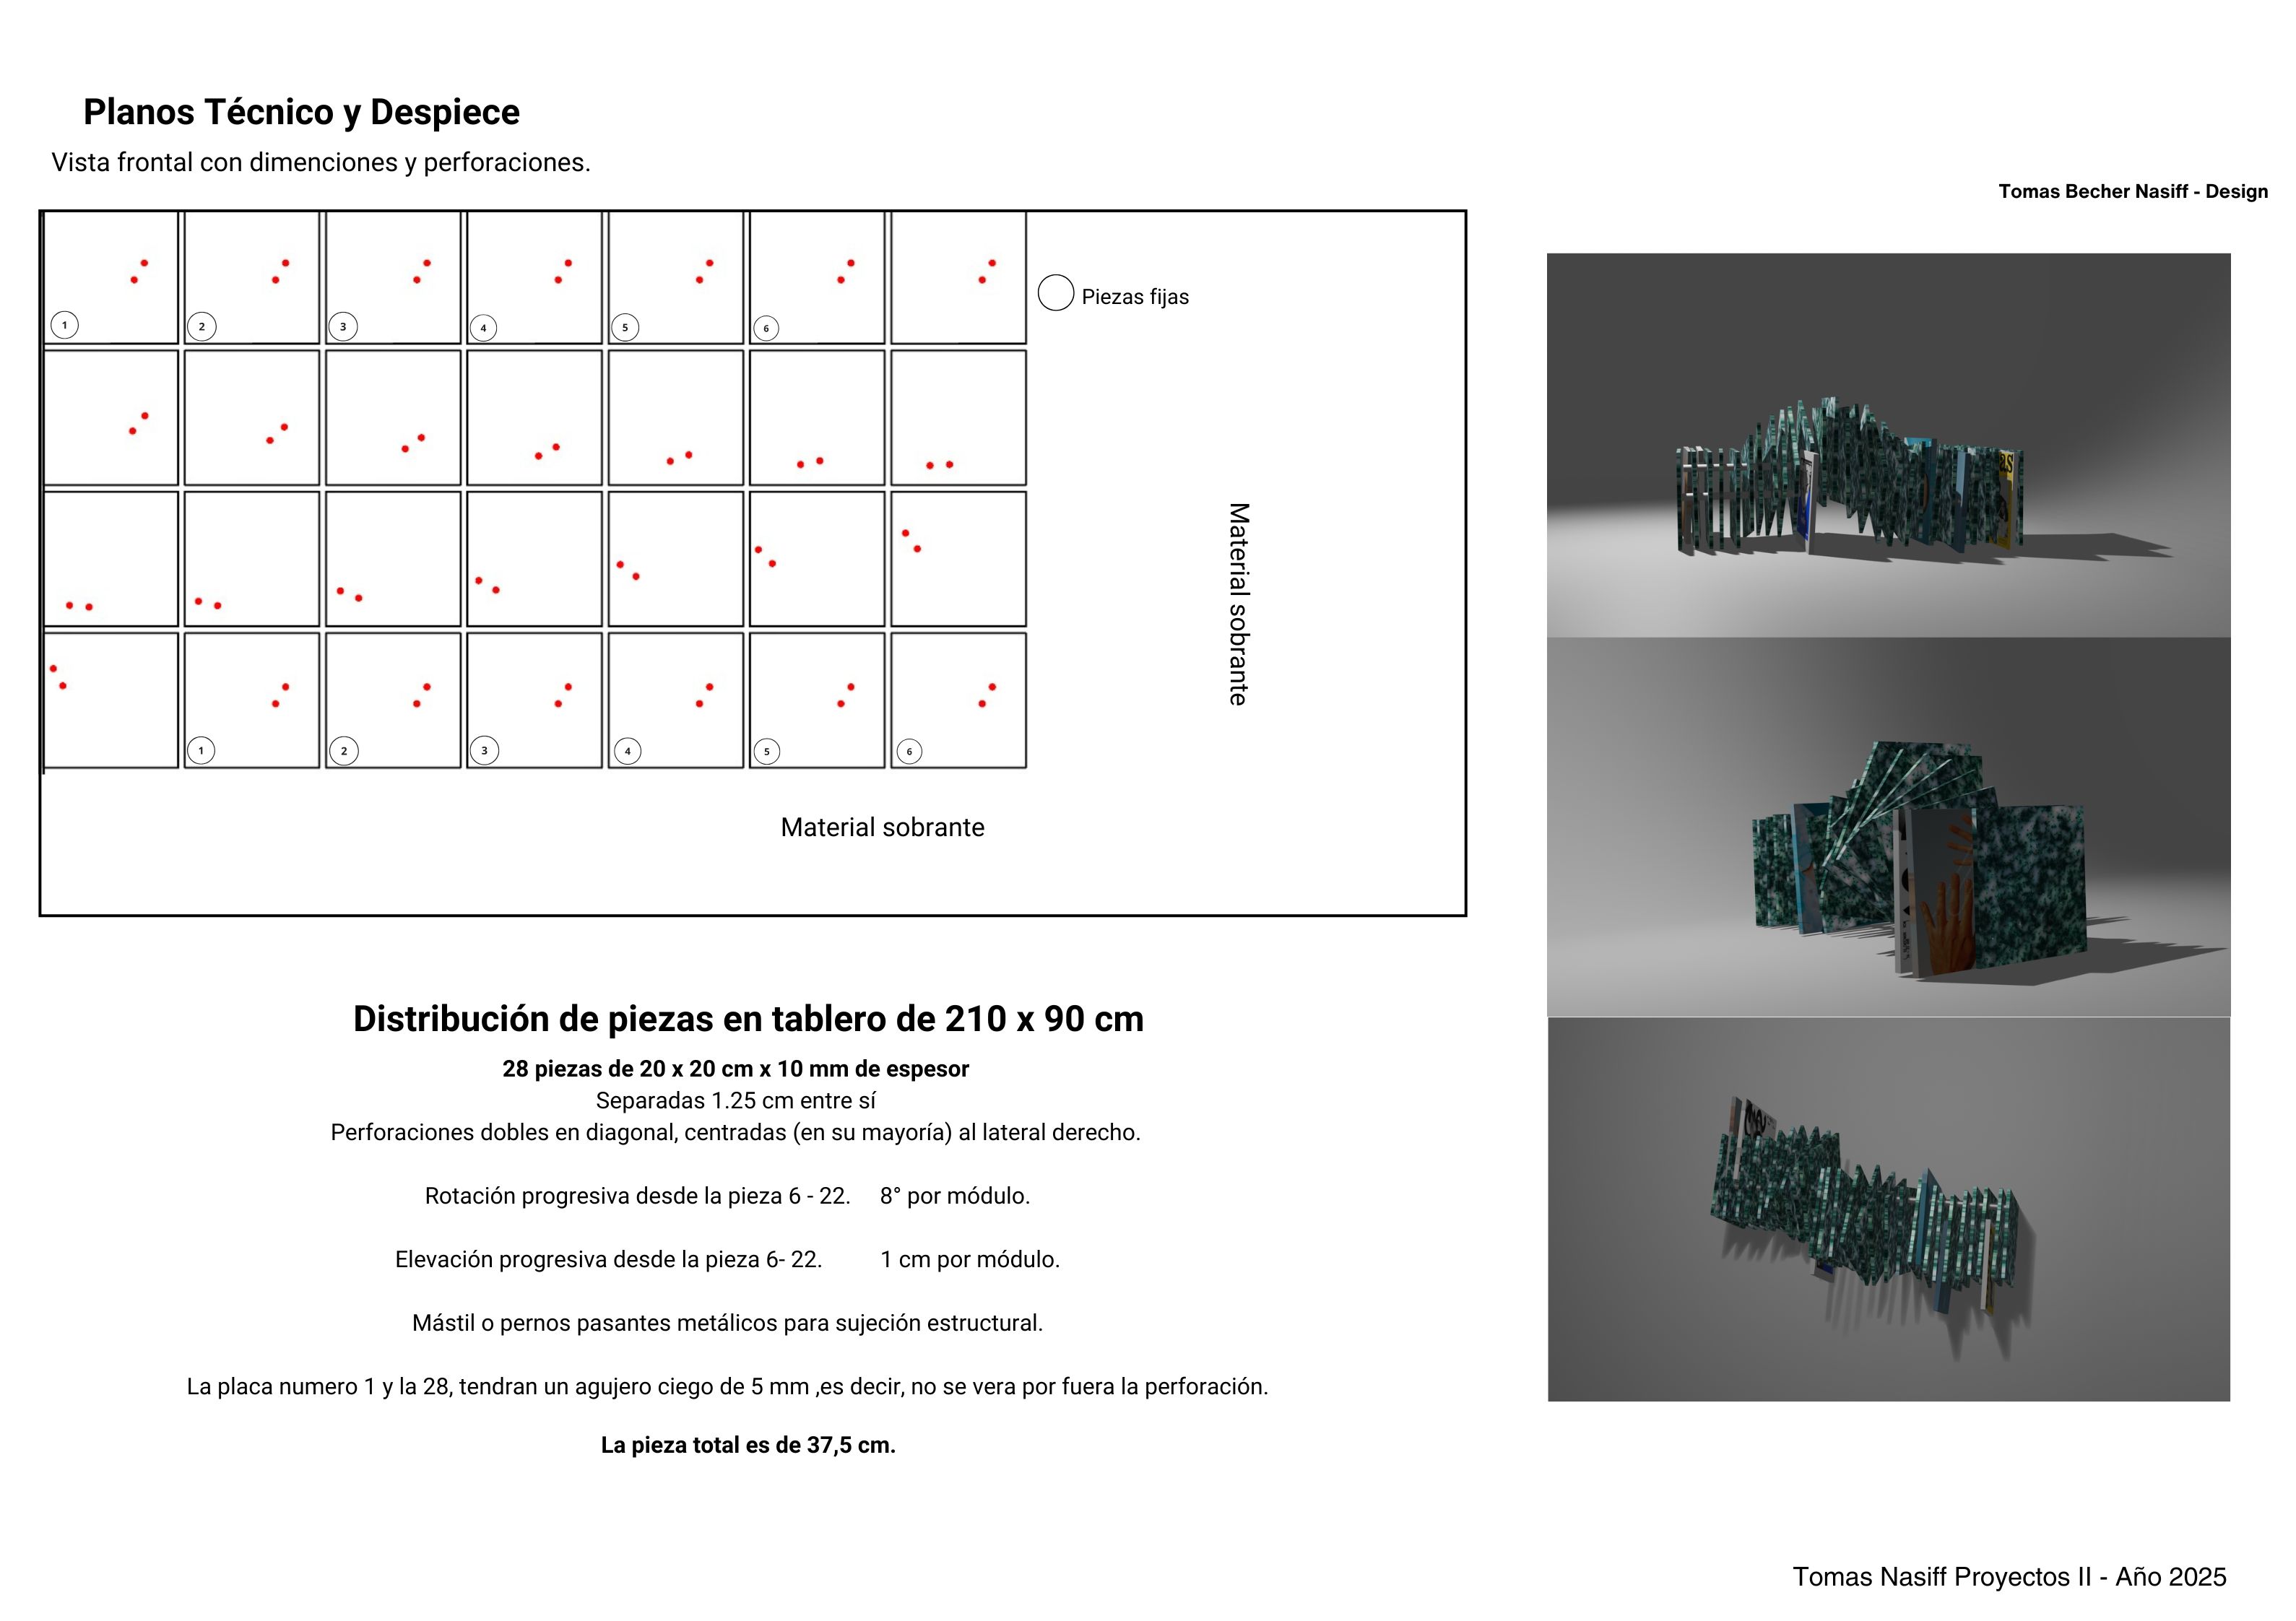 Planos Técnico y Despiece
Vista frontal con dimenciones y perforaciones.
Tomas Becher Nasiff - Design
1
2
3
4
5
6
Piezas fijas
Material sobrante
1
2
3
4
5
6
Material sobrante
Distribución de piezas en tablero de 210 x 90 cm
28 piezas de 20 x 20 cm x 10 mm de espesor
Separadas 1.25 cm entre sí
Perforaciones dobles en diagonal, centradas (en su mayoría) al lateral derecho.
Rotación progresiva desde la pieza 6 - 22. 8° por módulo.
Elevación progresiva desde la pieza 6- 22. 1 cm por módulo.
Mástil o pernos pasantes metálicos para sujeción estructural.
La placa numero 1 y la 28, tendran un agujero ciego de 5 mm ,es decir, no se vera por fuera la perforación.
La pieza total es de 37,5 cm.
Tomas Nasiff Proyectos II - Año 2025